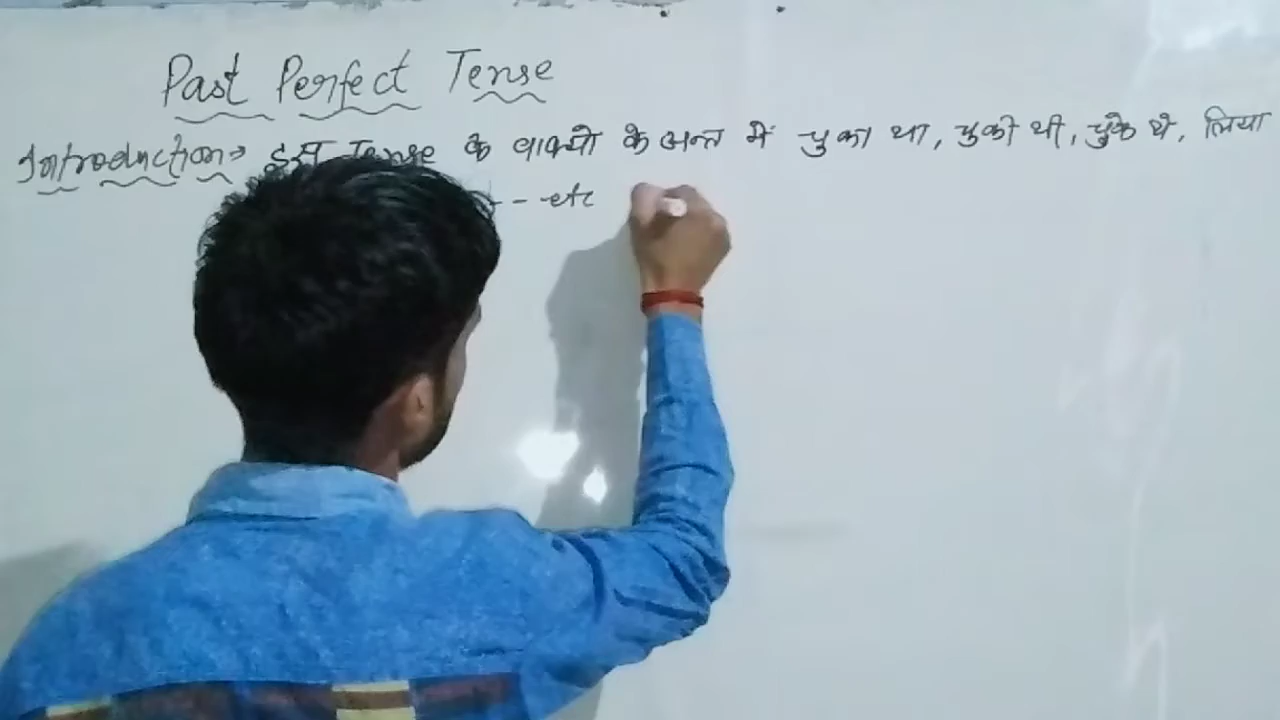 Past Perfect Tense
Introduction→ इस Tense के वाक्यो के अन्त में चुका था, चुकी थी, चुके थे, लिया
- - etc